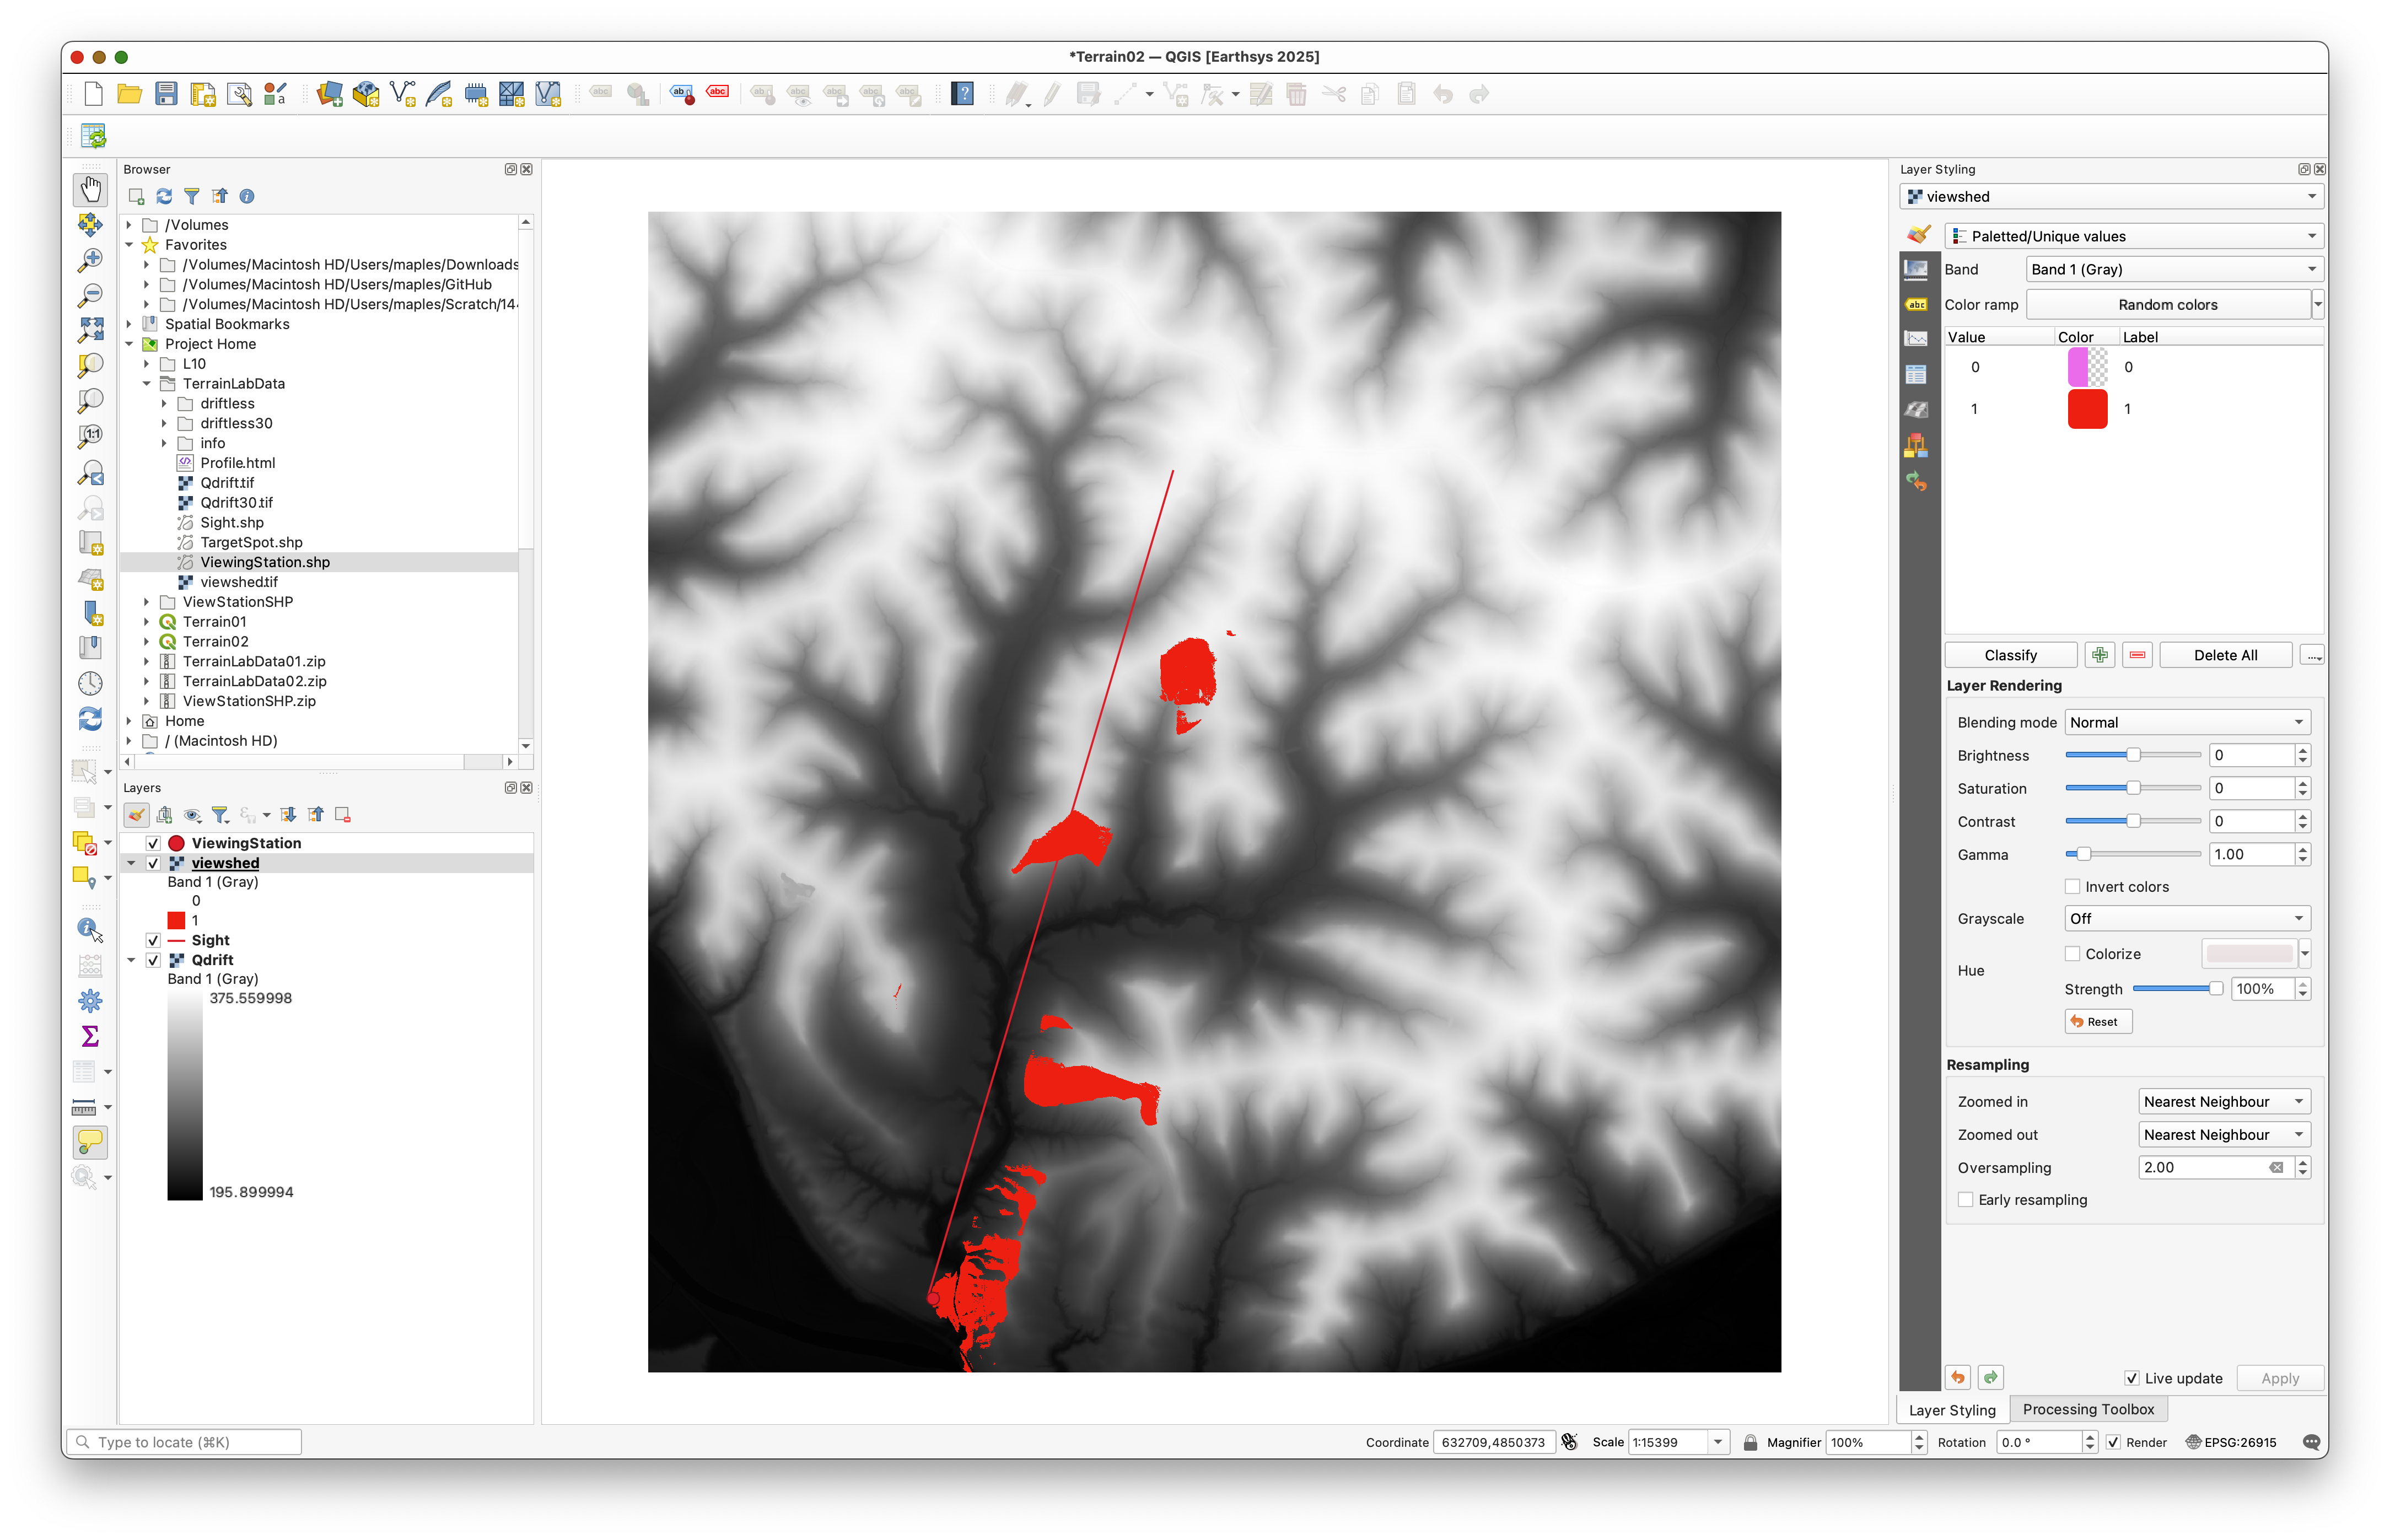 *Terrain02 — QGIS [Earthsys 2025]
Browser
/Volumes
Favorites
/Volumes/Macintosh HD/Users/maples/Downloads
/Volumes/Macintosh HD/Users/maples/GitHub
/Volumes/Macintosh HD/Users/maples/Scratch/14
Spatial Bookmarks
Project Home
L10
TerrainLabData
driftless
driftless30
info
Profile.html
Qdrift.tif
Qdrift30.tif
Sight.shp
TargetSpot.shp
ViewingStation.shp
viewshed.tif
ViewStationSHP
Terrain01
Terrain02
TerrainLabData01.zip
TerrainLabData02.zip
ViewStationSHP.zip
Home
/ (Macintosh HD)
Layers
ViewingStation
viewshed
Band 1 (Gray)
0
1
Sight
Qdrift
Band 1 (Gray)
375.559998
195.899994
Layer Styling
viewshed
Paletted/Unique values
Band Band 1 (Gray)
Color ramp Random colors
Value Color Label
0 0
1 1
Classify Delete All ...
Layer Rendering
Blending mode Normal
Brightness 0
Saturation 0
Contrast 0
Gamma 1.00
Invert colors
Grayscale Off
Colorize
Hue
Strength 100%
Reset
Resampling
Zoomed in Nearest Neighbour
Zoomed out Nearest Neighbour
Oversampling 2.00
Early resampling
Live update Apply
Layer Styling Processing Toolbox
Type to locate (⌘K) Coordinate 632709,4850373 Scale 1:15399 Magnifier 100% Rotation 0.0 ° Render EPSG:26915